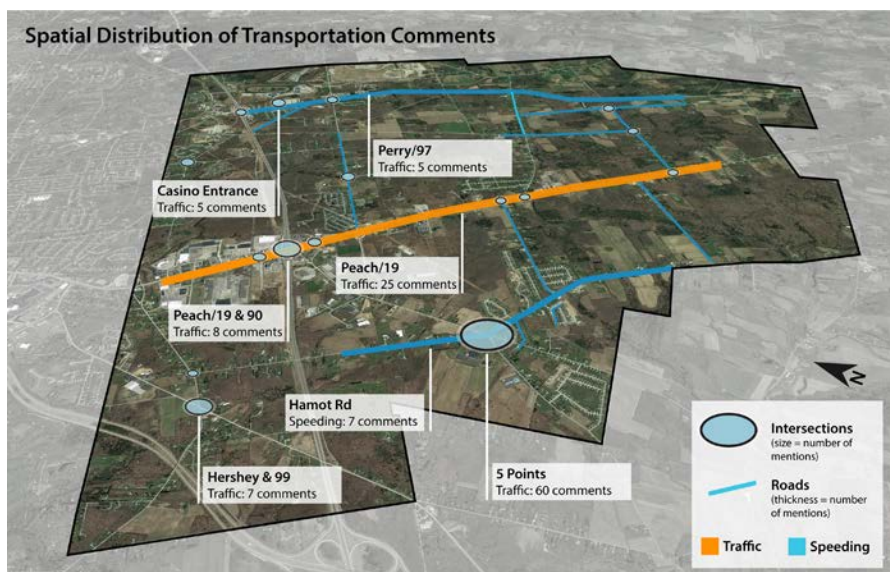 Spatial Distribution of Transportation Comments
Perry/97
Traffic: 5 comments
Casino Entrance
Traffic: 5 comments
Peach/19
Traffic: 25 comments
Peach/19 & 90
Traffic: 8 comments
Hamot Rd
Speeding: 7 comments
Hershey & 99
Traffic: 7 comments
5 Points
Traffic: 60 comments
N
Intersections
(size = number of
mentions)
Roads
(thickness = number
of mentions)
Traffic
Speeding